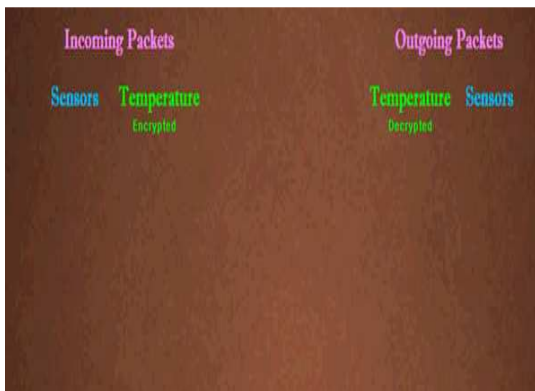 Incoming Packets Outgoing Packets
Sensors Temperature Temperature Sensors
Encrypted Decrypted